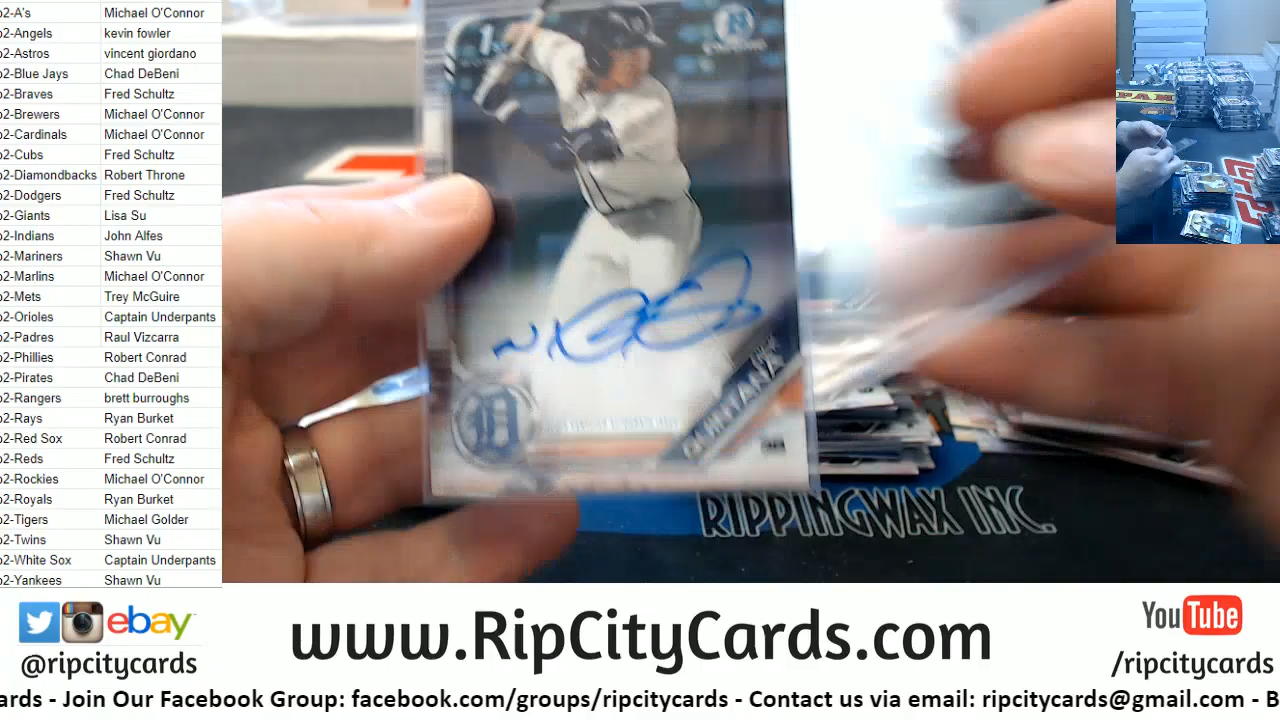 o2-A's Michael O'Connor
o2-Angels kevin fowler
o2-Astros vincent giordano
o2-Blue Jays Chad DeBeni
o2-Braves Fred Schultz
o2-Brewers Michael O'Connor
o2-Cardinals Michael O'Connor
o2-Cubs Fred Schultz
o2-Diamondbacks Robert Throne
o2-Dodgers Fred Schultz
o2-Giants Lisa Su
o2-Indians John Alfes
o2-Mariners Shawn Vu
o2-Marlins Michael O'Connor
o2-Mets Trey McGuire
o2-Orioles Captain Underpants
o2-Padres Raul Vizcarra
o2-Phillies Robert Conrad
o2-Pirates Chad DeBeni
o2-Rangers brett burroughs
o2-Rays Ryan Burket
o2-Red Sox Robert Conrad
o2-Reds Fred Schultz
o2-Rockies Michael O'Connor
o2-Royals Ryan Burket
o2-Tigers Michael Golder
o2-Twins Shawn Vu
o2-White Sox Captain Underpants
o2-Yankees Shawn Vu
1st
D
QUINTANA
RIPPINGWAX INC.
ebay
@ripcitycards
www.RipCityCards.com
YouTube
/ripcitycards
ards - Join Our Facebook Group: facebook.com/groups/ripcitycards - Contact us via email: ripcitycards@gmail.com - B